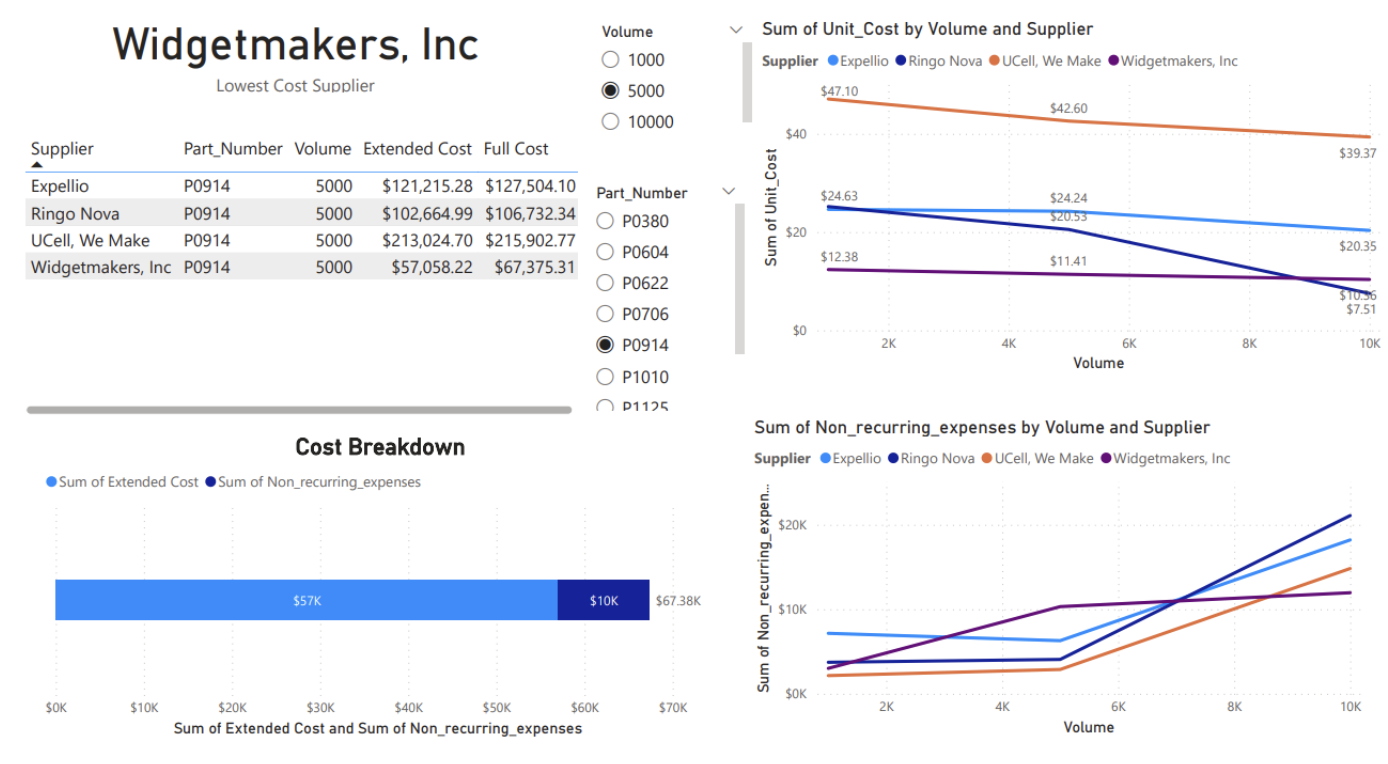 Widgetmakers, Inc
Lowest Cost Supplier
Supplier Part_Number Volume Extended Cost Full Cost
Expellio P0914 5000 $121,215.28 $127,504.10
Ringo Nova P0914 5000 $102,664.99 $106,732.34
UCell, We Make P0914 5000 $213,024.70 $215,902.77
Widgetmakers, Inc P0914 5000 $57,058.22 $67,375.31
Volume
1000
5000
10000
Part_Number
P0380
P0604
P0622
P0706
P0914
P1010
P1125
Sum of Unit_Cost by Volume and Supplier
Supplier Expellio Ringo Nova UCell, We Make Widgetmakers, Inc
Sum of Unit_Cost
$40
$20
$0
$47.10
$42.60
$39.37
$24.63
$24.24
$20.53
$20.35
$12.38
$11.41
$10.36
$7.51
2K 4K 6K 8K 10K
Volume
Cost Breakdown
Sum of Extended Cost Sum of Non_recurring_expenses
$57K $10K $67.38K
$0K $10K $20K $30K $40K $50K $60K $70K
Sum of Extended Cost and Sum of Non_recurring_expenses
Sum of Non_recurring_expenses by Volume and Supplier
Supplier Expellio Ringo Nova UCell, We Make Widgetmakers, Inc
Sum of Non_recurring_expen...
$20K
$10K
$0K
2K 4K 6K 8K 10K
Volume